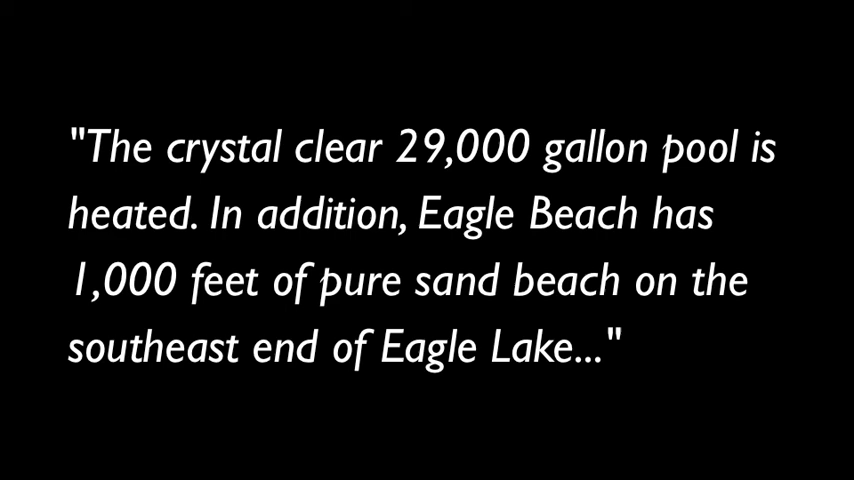 "The crystal clear 29,000 gallon pool is
heated. In addition, Eagle Beach has
1,000 feet of pure sand beach on the
southeast end of Eagle Lake..."